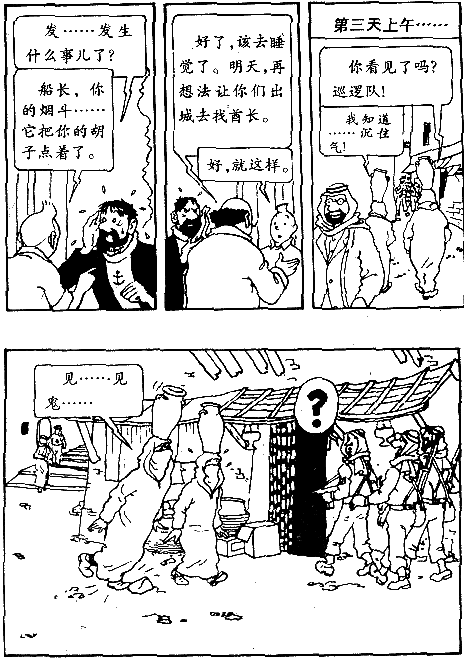 发……发生
什么事儿了？
船长，你
的烟斗……
它把你的胡
子点着了。
好了，该去睡
觉了。明天，再
想法让你们出
城去找酋长。
好，就这样。
第三天上午……
你看见了吗？
巡逻队！
我知道
……沉住
气！
见……见
鬼……
？